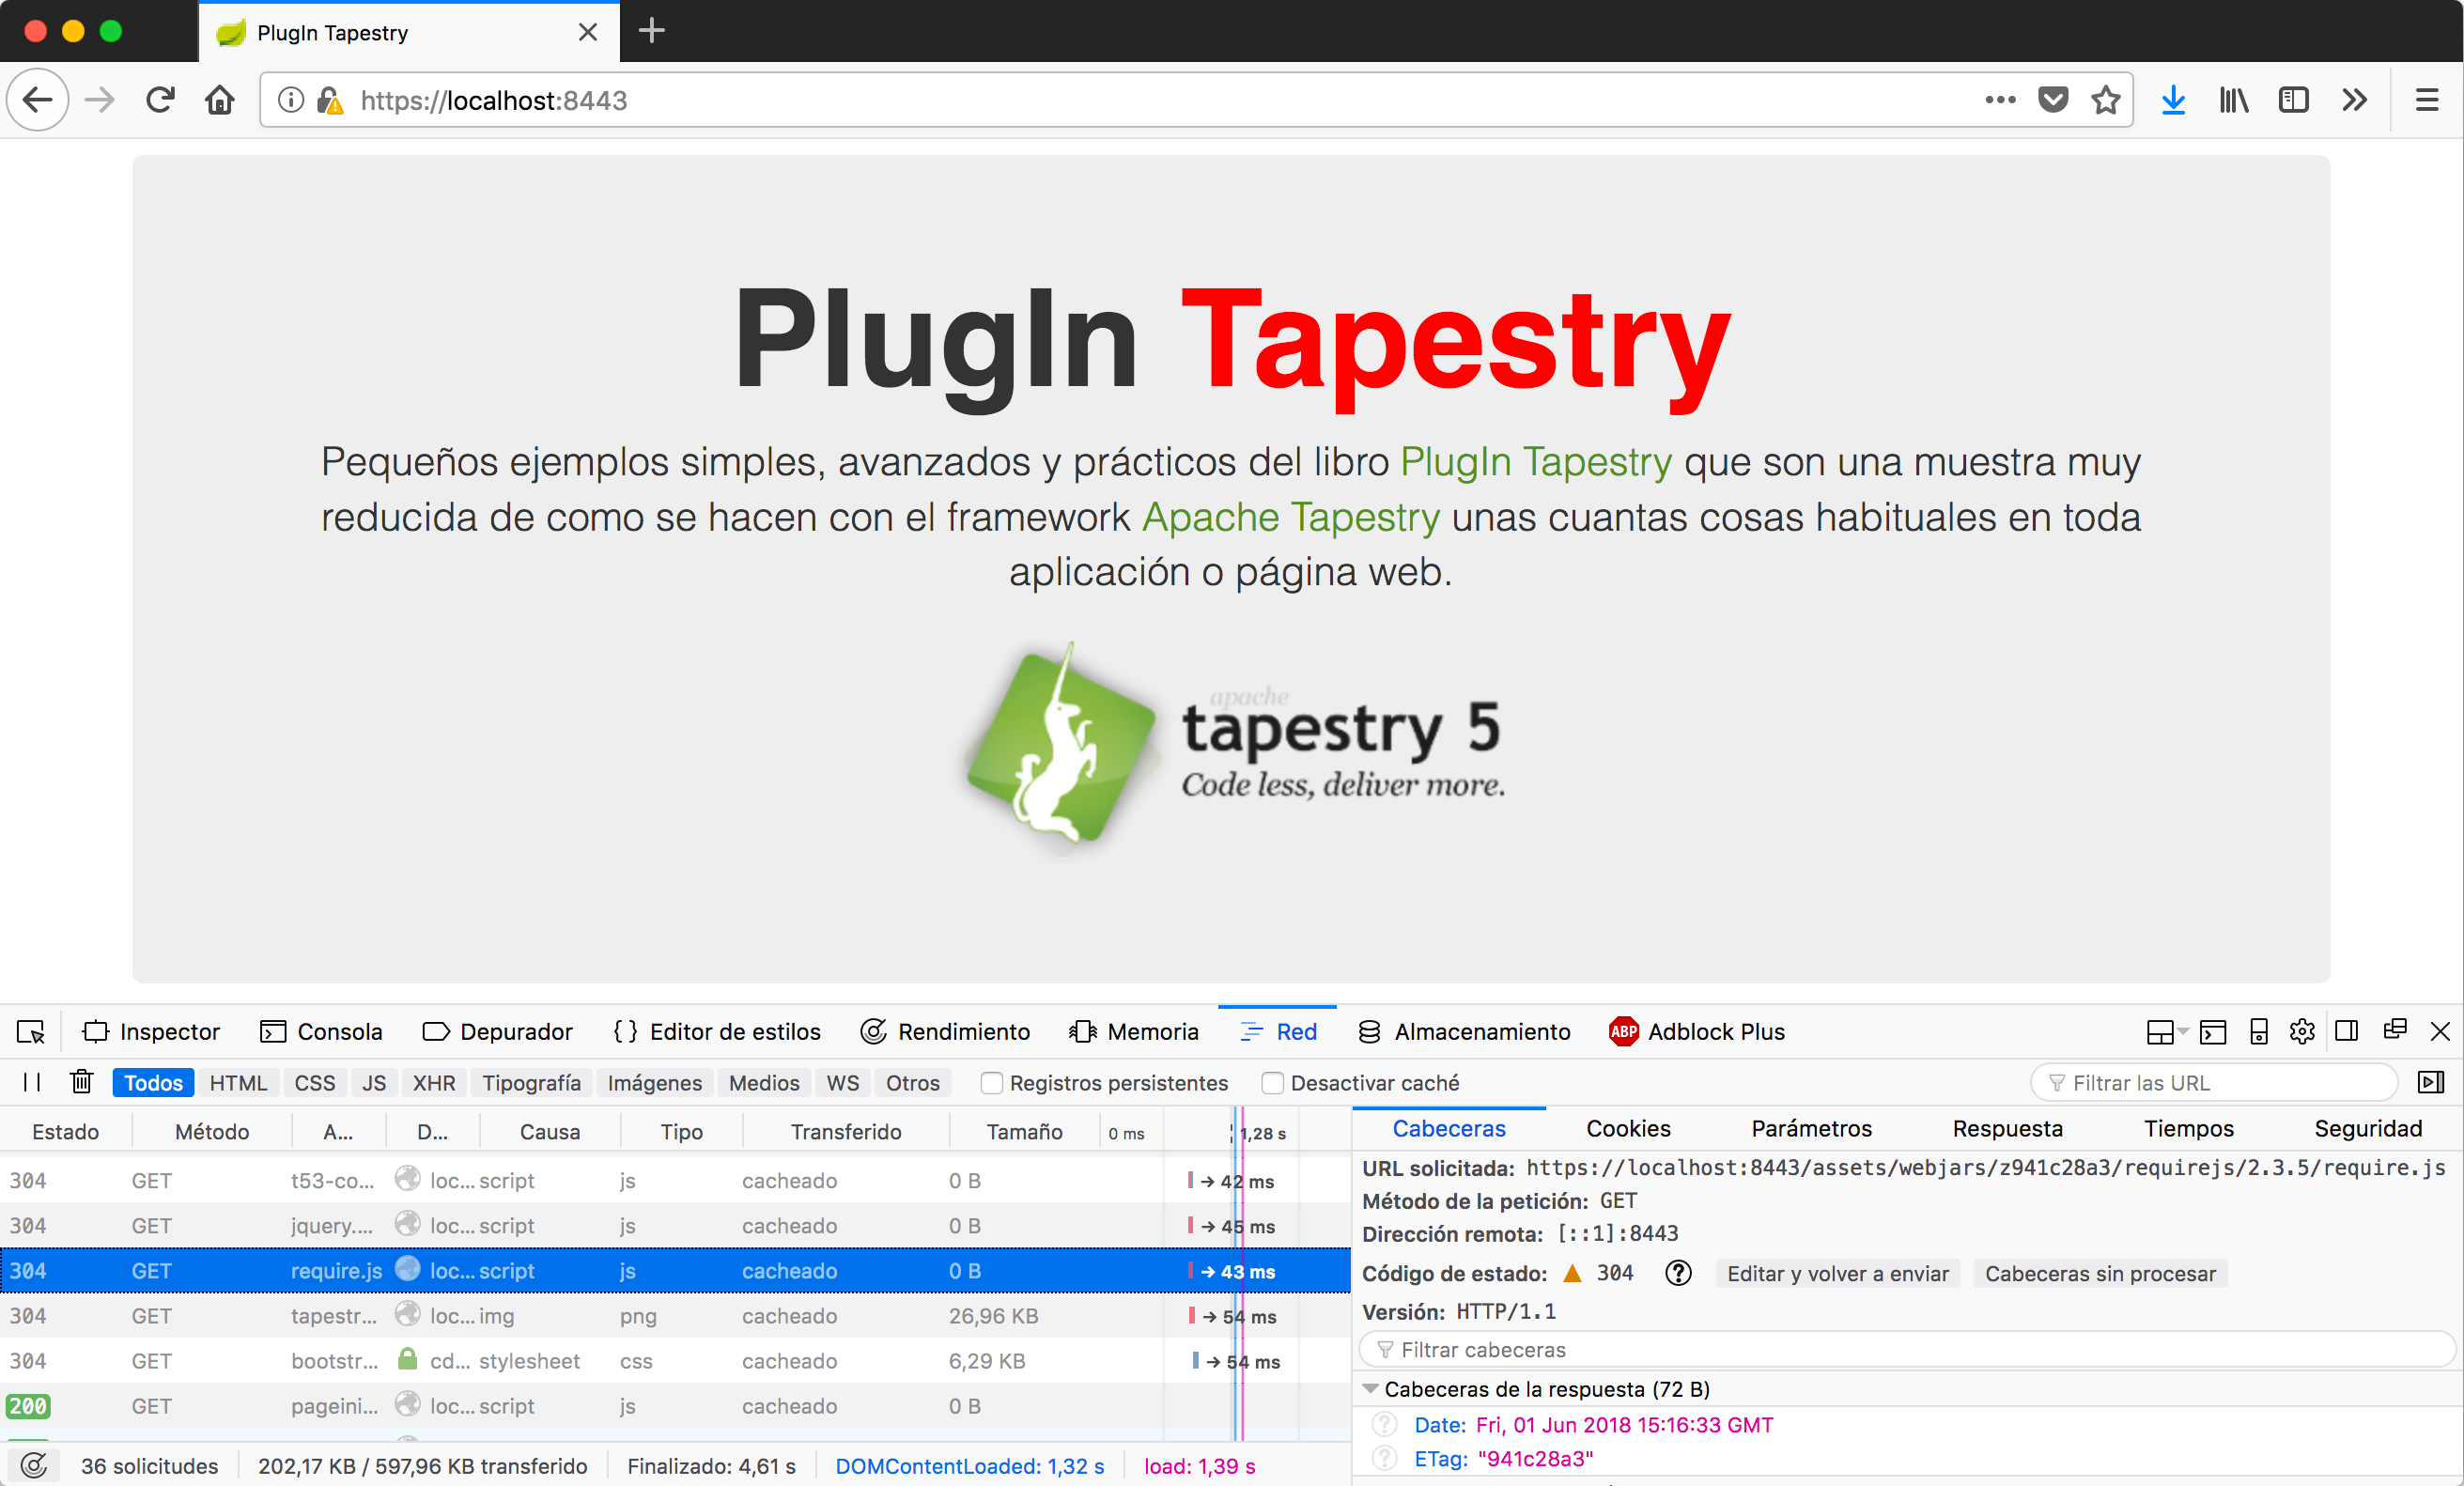 PlugIn Tapestry
https://localhost:8443
PlugIn Tapestry
Pequeños ejemplos simples, avanzados y prácticos del libro PlugIn Tapestry que son una muestra muy
reducida de como se hacen con el framework Apache Tapestry unas cuantas cosas habituales en toda
aplicación o página web.
apache
tapestry 5
Code less, deliver more.
Inspector Consola Depurador Editor de estilos Rendimiento Memoria Red Almacenamiento ABP Adblock Plus
Todos HTML CSS JS XHR Tipografía Imágenes Medios WS Otros Registros persistentes Desactivar caché Filtrar las URL
Estado Método A... D... Causa Tipo Transferido Tamaño 0 ms 1,28 s
304 GET t53-co... loc... script js cacheado 0 B → 42 ms
304 GET jquery.... loc... script js cacheado 0 B → 45 ms
304 GET require.js loc... script js cacheado 0 B → 43 ms
304 GET tapestr... loc... img png cacheado 26,96 KB → 54 ms
304 GET bootstr... cd... stylesheet css cacheado 6,29 KB → 54 ms
200 GET pageini... loc... script js cacheado 0 B
36 solicitudes 202,17 KB / 597,96 KB transferido Finalizado: 4,61 s DOMContentLoaded: 1,32 s load: 1,39 s
Cabeceras Cookies Parámetros Respuesta Tiempos Seguridad
URL solicitada: https://localhost:8443/assets/webjars/z941c28a3/requirejs/2.3.5/require.js
Método de la petición: GET
Dirección remota: [::1]:8443
Código de estado: 304 Editar y volver a enviar Cabeceras sin procesar
Versión: HTTP/1.1
Filtrar cabeceras
Cabeceras de la respuesta (72 B)
Date: Fri, 01 Jun 2018 15:16:33 GMT
ETag: "941c28a3"